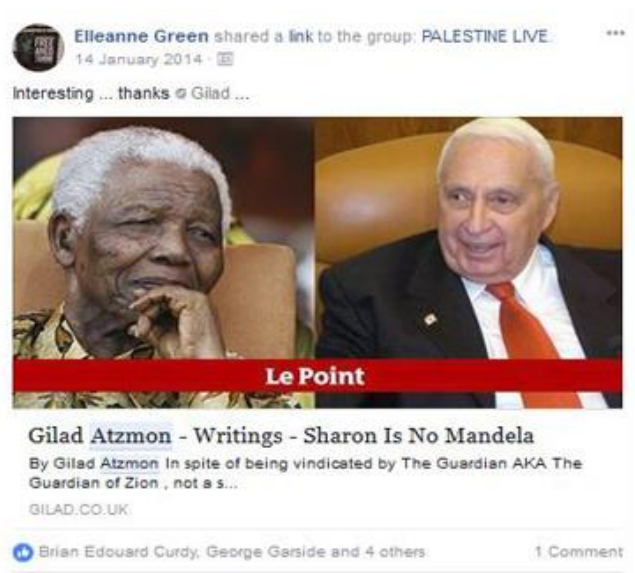 Elleanne Green shared a link to the group: PALESTINE LIVE.
14 January 2014 ·
Interesting ... thanks @ Gilad ...
Le Point
Gilad Atzmon - Writings - Sharon Is No Mandela
By Gilad Atzmon In spite of being vindicated by The Guardian AKA The
Guardian of Zion , not a s...
GILAD.CO.UK
Brian Edouard Curdy, George Garside and 4 others 1 Comment